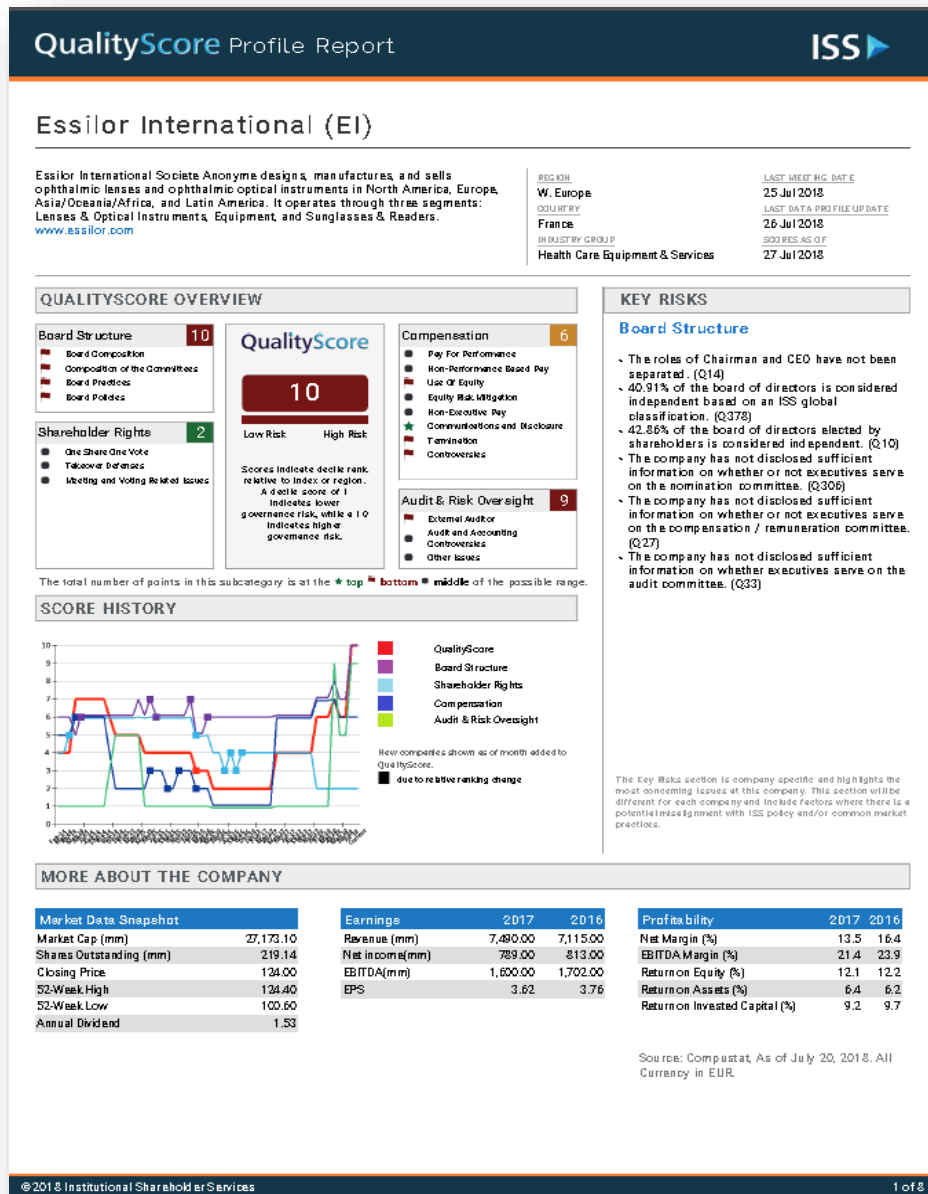 QualityScore Profile Report
ISS
Essilor International (EI)
Essilor International Societe Anonyme designs, manufactures, and sells
ophthalmic lenses and ophthalmic optical instruments in North America, Europe,
Asia/Oceania/Africa, and Latin America. It operates through three segments:
Lenses & Optical Instruments, Equipment, and Sunglasses & Readers.
www.essilor.com
REGION
W. Europe
COUNTRY
France
INDUSTRY GROUP
Health Care Equipment & Services
LAST MEETING DATE
25 Jul 2018
LAST DATA PROFILE UPDATE
26 Jul 2018
SCORES AS OF
27 Jul 2018
QUALITYSCORE OVERVIEW
Board Structure 10
Board Composition
Composition of the Committees
Board Practices
Board Policies
Shareholder Rights 2
One Share One Vote
Takeover Defenses
Meeting and Voting Related Issues
QualityScore
10
Low Risk High Risk
Scores indicate decile rank
relative to index or region.
A decile score of 1
indicates lower
governance risk, while a 10
indicates higher
governance risk.
Compensation 6
Pay For Performance
Non-Performance Based Pay
Use Of Equity
Equity Risk Mitigation
Non-Executive Pay
Communications and Disclosure
Termination
Controversies
Audit & Risk Oversight 9
External Auditor
Audit and Accounting
Controversies
Other Issues
The total number of points in this subcategory is at the ★ top bottom middle of the possible range.
KEY RISKS
Board Structure
- The roles of Chairman and CEO have not been
separated. (Q14)
- 40.91% of the board of directors is considered
independent based on an ISS global
classification. (Q378)
- 42.86% of the board of directors elected by
shareholders is considered independent. (Q10)
- The company has not disclosed sufficient
information on whether or not executives serve
on the nomination committee. (Q306)
- The company has not disclosed sufficient
information on whether or not executives serve
on the compensation / remuneration committee.
(Q27)
- The company has not disclosed sufficient
information on whether executives serve on the
audit committee. (Q33)
The Key Risks section is company specific and highlights the
most concerning issues at this company. This section will be
different for each company and include factors where there is a
potential misalignment with ISS policy and/or common market
practices.
SCORE HISTORY
10
9
8
7
6
5
4
3
2
1
0
QualityScore
Board Structure
Shareholder Rights
Compensation
Audit & Risk Oversight
New companies shown as of month added to
QualityScore.
due to relative ranking change
MORE ABOUT THE COMPANY
Market Data Snapshot
Market Cap (mm) 27,173.10
Shares Outstanding (mm) 219.14
Closing Price 124.00
52-Week High 124.40
52-Week Low 100.60
Annual Dividend 1.53
Earnings 2017 2016
Revenue (mm) 7,490.00 7,115.00
Net income(mm) 789.00 813.00
EBITDA(mm) 1,600.00 1,702.00
EPS 3.62 3.76
Profitability 2017 2016
Net Margin (%) 13.5 16.4
EBITDA Margin (%) 21.4 23.9
Return on Equity (%) 12.1 12.2
Return on Assets (%) 6.4 6.2
Return on Invested Capital (%) 9.2 9.7
Source: Compustat, As of July 20, 2018. All
Currency in EUR.
©2018 Institutional Shareholder Services
1 of 8